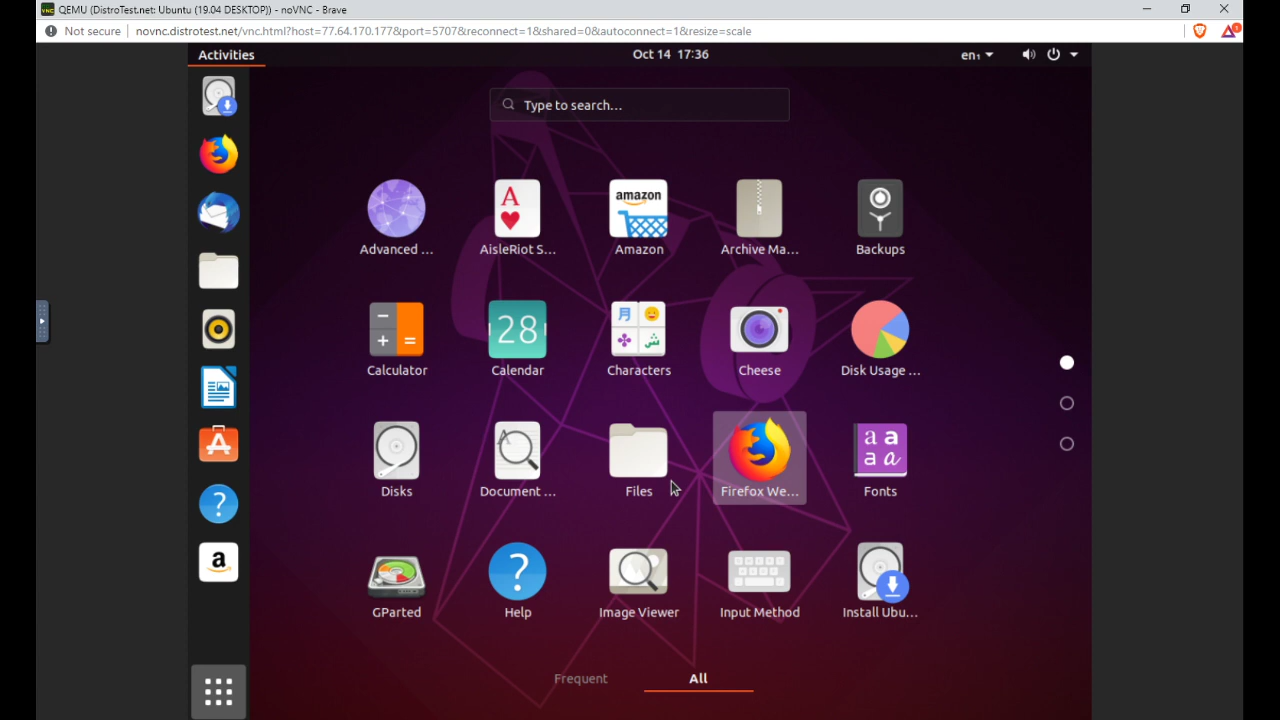 QEMU (DistroTest.net: Ubuntu (19.04 DESKTOP)) - noVNC - Brave
Not secure novnc.distrotest.net/vnc.html?host=77.64.170.177&port=5707&reconnect=1&shared=0&autoconnect=1&resize=scale
Activities Oct 14 17:36 en₁
Type to search...
Advanced ... AisleRiot S... Amazon Archive Ma... Backups
Calculator Calendar Characters Cheese Disk Usage ...
Disks Document ... Files Firefox We... Fonts
GParted Help Image Viewer Input Method Install Ubu...
Frequent All
A
amazon
28
月
ش
a a
a a
A
?
?
a